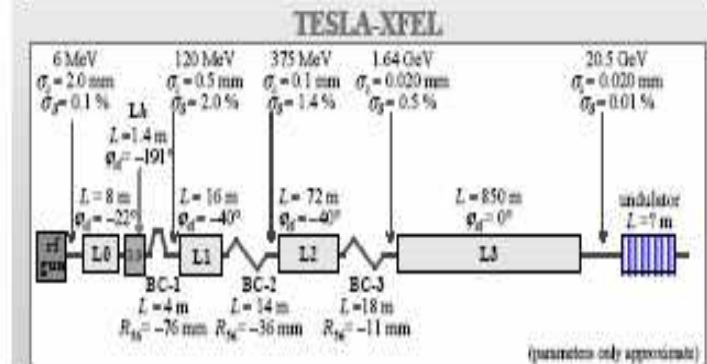 TESLA-XFEL
6 MeV
σz = 2.0 mm
σδ = 0.1 %
120 MeV
σz = 0.5 mm
σδ = 2.0 %
375 MeV
σz = 0.1 mm
σδ = 1.4 %
1.64 GeV
σz = 0.020 mm
σδ = 0.5 %
20.5 GeV
σz = 0.020 mm
σδ = 0.01 %
Lh
L =1.4 m
φrf = −191°
L = 8 m
φrf = −22°
L = 16 m
φrf = −40°
L = 72 m
φrf = −40°
L = 850 m
φrf = 0°
undulator
L =? m
rf
gun
L0
L1
L2
L3
BC-1
L = 4 m
R56 = −76 mm
BC-2
L = 14 m
R56 = −36 mm
BC-3
L =18 m
R56 = −11 mm
(parameters only approximate)